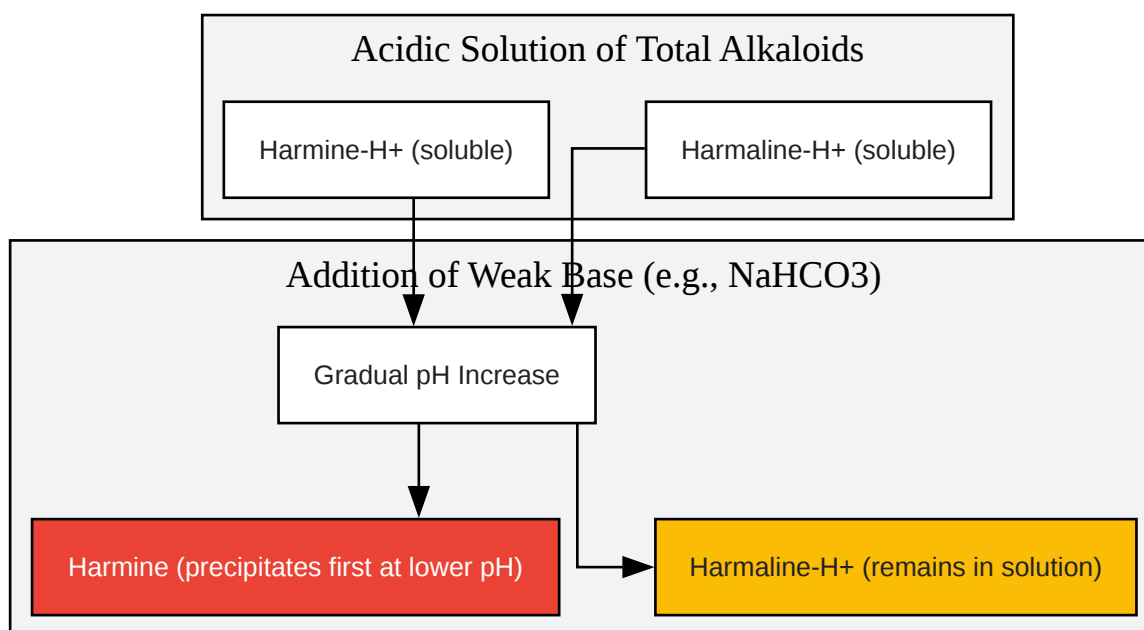 Acidic Solution of Total Alkaloids
Harmine-H+ (soluble)
Harmaline-H+ (soluble)
Addition of Weak Base (e.g., NaHCO3)
Gradual pH Increase
Harmine (precipitates first at lower pH)
Harmaline-H+ (remains in solution)